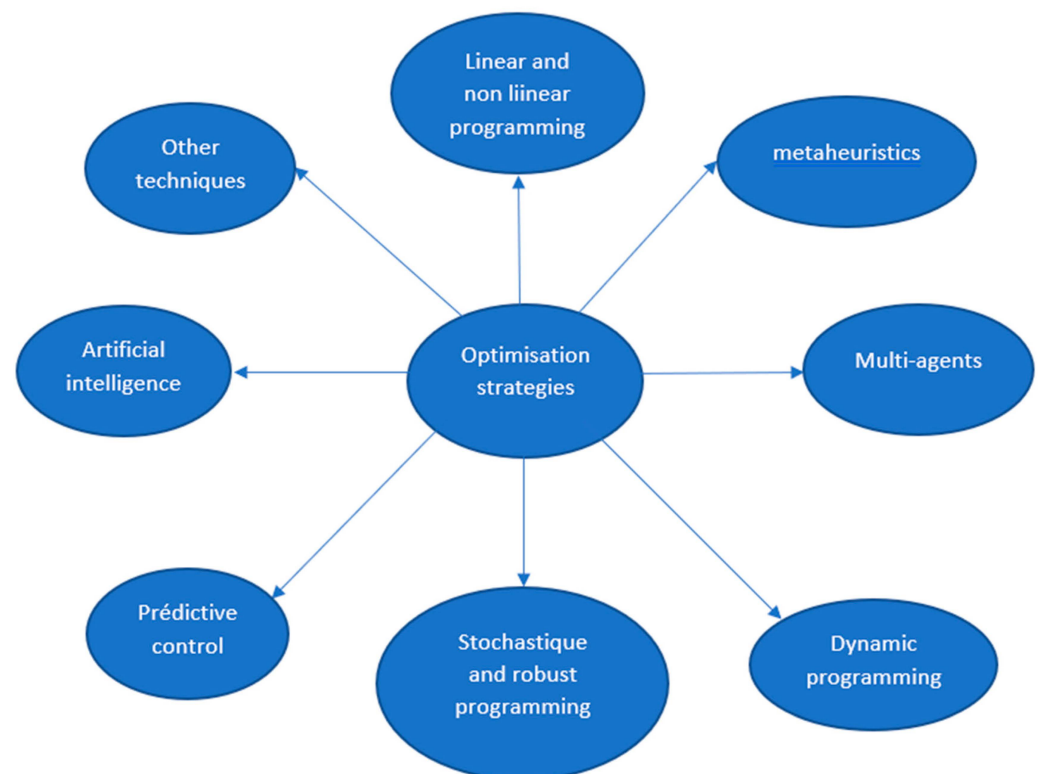 Linear and
non liinear
programming
Other
techniques
metaheuristics
Artificial
intelligence
Optimisation
strategies
Multi-agents
Prédictive
control
Stochastique
and robust
programming
Dynamic
programming